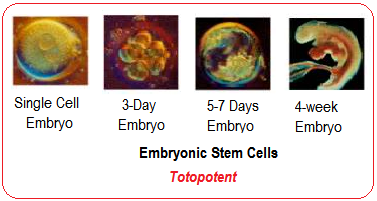 Single Cell
Embryo
3-Day
Embryo
5-7 Days
Embryo
4-week
Embryo
Embryonic Stem Cells
Totopotent